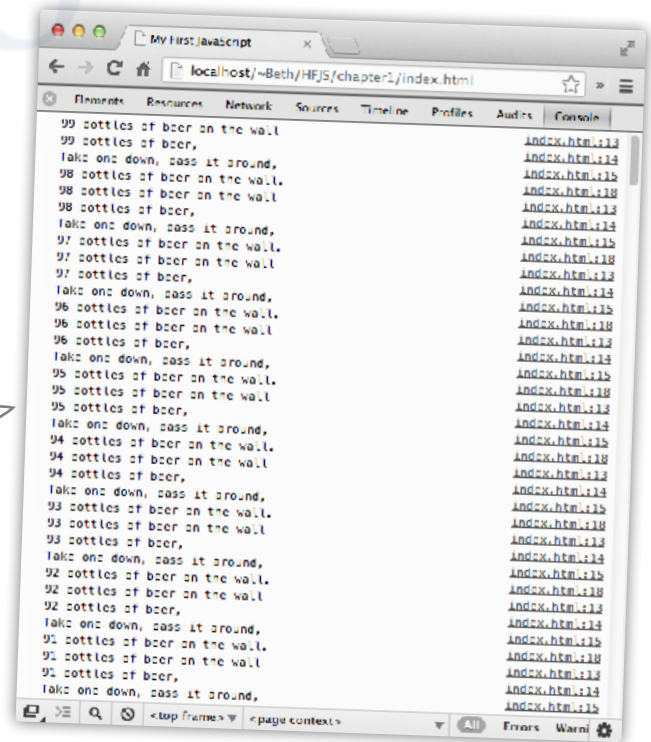 My First JavaScript
localhost/~Beth/HFJS/chapter1/index.html
Elements Resources Network Sources Timeline Profiles Audits Console
99 bottles of beer on the wall index.html:13
99 bottles of beer, index.html:14
Take one down, pass it around, index.html:15
98 bottles of beer on the wall. index.html:18
98 bottles of beer on the wall index.html:13
98 bottles of beer, index.html:14
Take one down, pass it around, index.html:15
97 bottles of beer on the wall. index.html:18
97 bottles of beer on the wall index.html:13
97 bottles of beer, index.html:14
Take one down, pass it around, index.html:15
96 bottles of beer on the wall. index.html:18
96 bottles of beer on the wall index.html:13
96 bottles of beer, index.html:14
Take one down, pass it around, index.html:15
95 bottles of beer on the wall. index.html:18
95 bottles of beer on the wall index.html:13
95 bottles of beer, index.html:14
Take one down, pass it around, index.html:15
94 bottles of beer on the wall. index.html:18
94 bottles of beer on the wall index.html:13
94 bottles of beer, index.html:14
Take one down, pass it around, index.html:15
93 bottles of beer on the wall. index.html:18
93 bottles of beer on the wall index.html:13
93 bottles of beer, index.html:14
Take one down, pass it around, index.html:15
92 bottles of beer on the wall. index.html:18
92 bottles of beer on the wall index.html:13
92 bottles of beer, index.html:14
Take one down, pass it around, index.html:15
91 bottles of beer on the wall. index.html:18
91 bottles of beer on the wall index.html:13
91 bottles of beer, index.html:14
Take one down, pass it around, index.html:15
<top frame> <page context> All Errors Warni